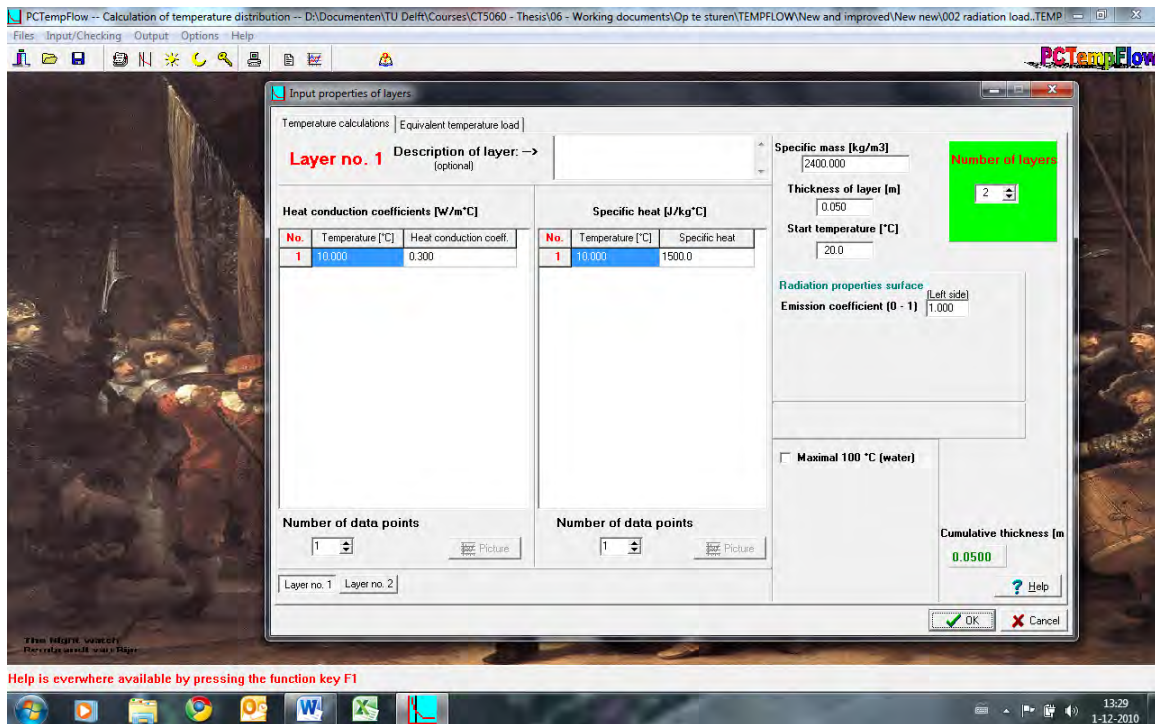 PCTempFlow -- Calculation of temperature distribution -- D:\Documenten\TU Delft\Courses\CT5060 - Thesis\06 - Working documents\Op te sturen\TEMPFLOW\New and improved\New new\002 radiation load..TEMP
Files Input/Checking Output Options Help
PCTempFlow
Input properties of layers
Temperature calculations Equivalent temperature load
Layer no. 1 Description of layer: -->
(optional)
Specific mass [kg/m3]
2400.000
Number of layers
2
Thickness of layer [m]
0.050
Start temperature [°C]
20.0
Heat conduction coefficients [W/m°C]
No. Temperature [°C] Heat conduction coeff.
1 10.000 0.300
Specific heat [J/kg°C]
No. Temperature [°C] Specific heat
1 10.000 1500.0
Radiation properties surface
(Left side)
Emission coefficient (0 - 1) 1.000
Maximal 100 °C (water)
Number of data points
1 Picture
Number of data points
1 Picture
Cumulative thickness [m
0.0500
Layer no. 1 Layer no. 2
? Help
OK Cancel
The Night Watch
Rembrandt van Rijn
Help is everwhere available by pressing the function key F1
13:29
1-12-2010